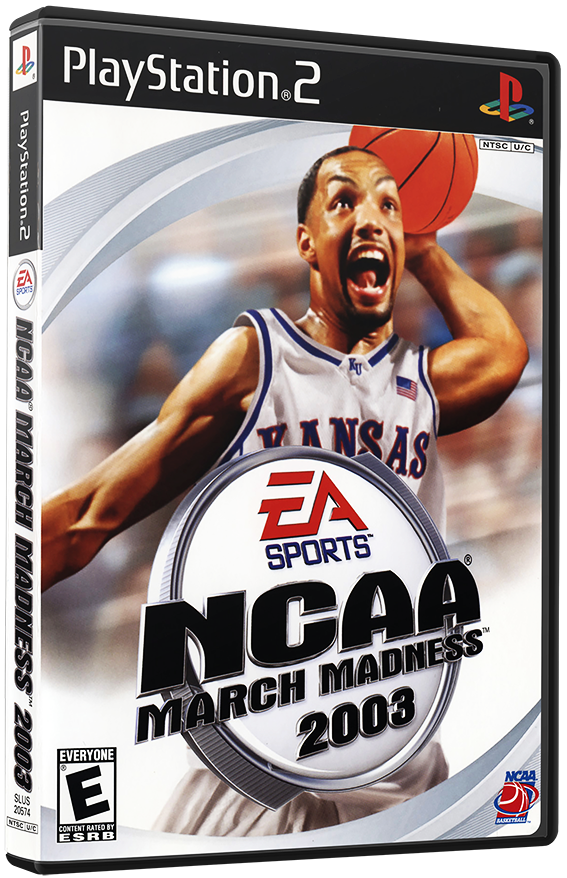 PlayStation®2
NTSC U/C
KU
KANSAS
EA
SPORTS™
NCAA®
MARCH MADNESS™
2003
EVERYONE
E
CONTENT RATED BY
ESRB
NCAA
BASKETBALL
PlayStation®2
EA
SPORTS
NCAA® MARCH MADNESS™ 2003
SLUS
20574
NTSC U/C